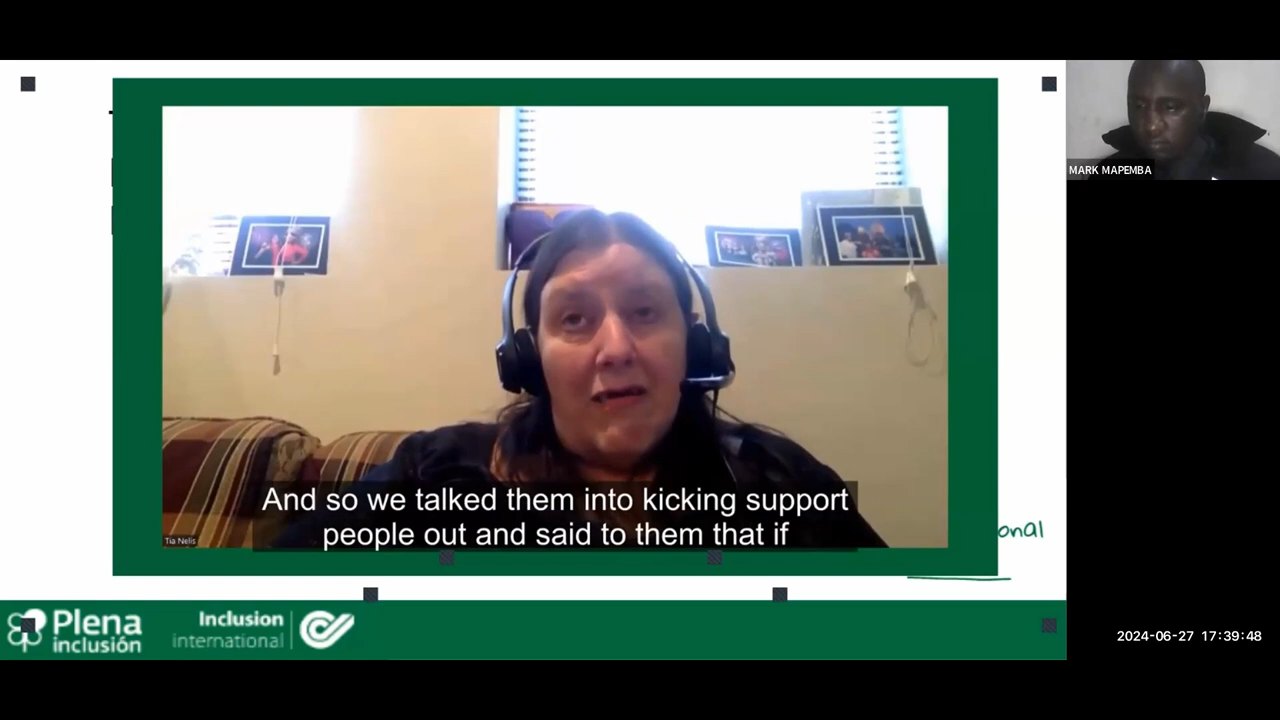 MARK MAPEMBA
And so we talked them into kicking support
people out and said to them that if
Tia Nelis
onal
Plena
inclusión
Inclusion
international
2024-06-27 17:39:48